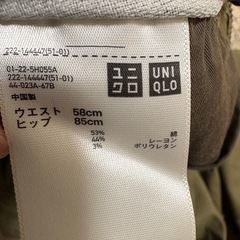 222-144447(51-01)
01-22-5H055A
222-144447(51-01)
44-023A-67B
中国製
ユニクロ
UNIQLO
ウエスト 58cm
ヒップ 85cm
53% 綿
44% レーヨン
3% ポリウレタン